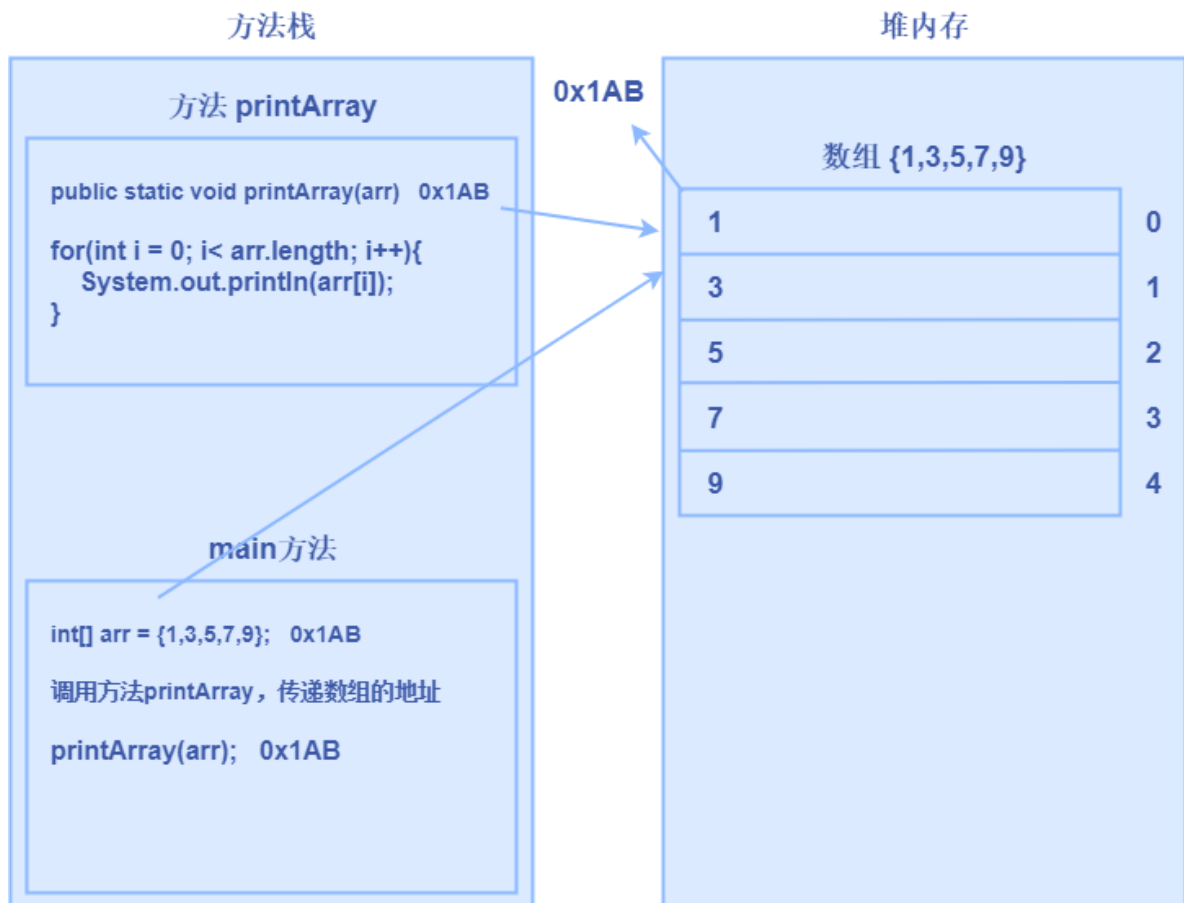 方法栈
方法 printArray
public static void printArray(arr)   0x1AB
for(int i = 0; i< arr.length; i++){
    System.out.println(arr[i]);
}
main方法
int[] arr = {1,3,5,7,9};   0x1AB
调用方法printArray，传递数组的地址
printArray(arr);   0x1AB
0x1AB
堆内存
数组 {1,3,5,7,9}
1 0
3 1
5 2
7 3
9 4